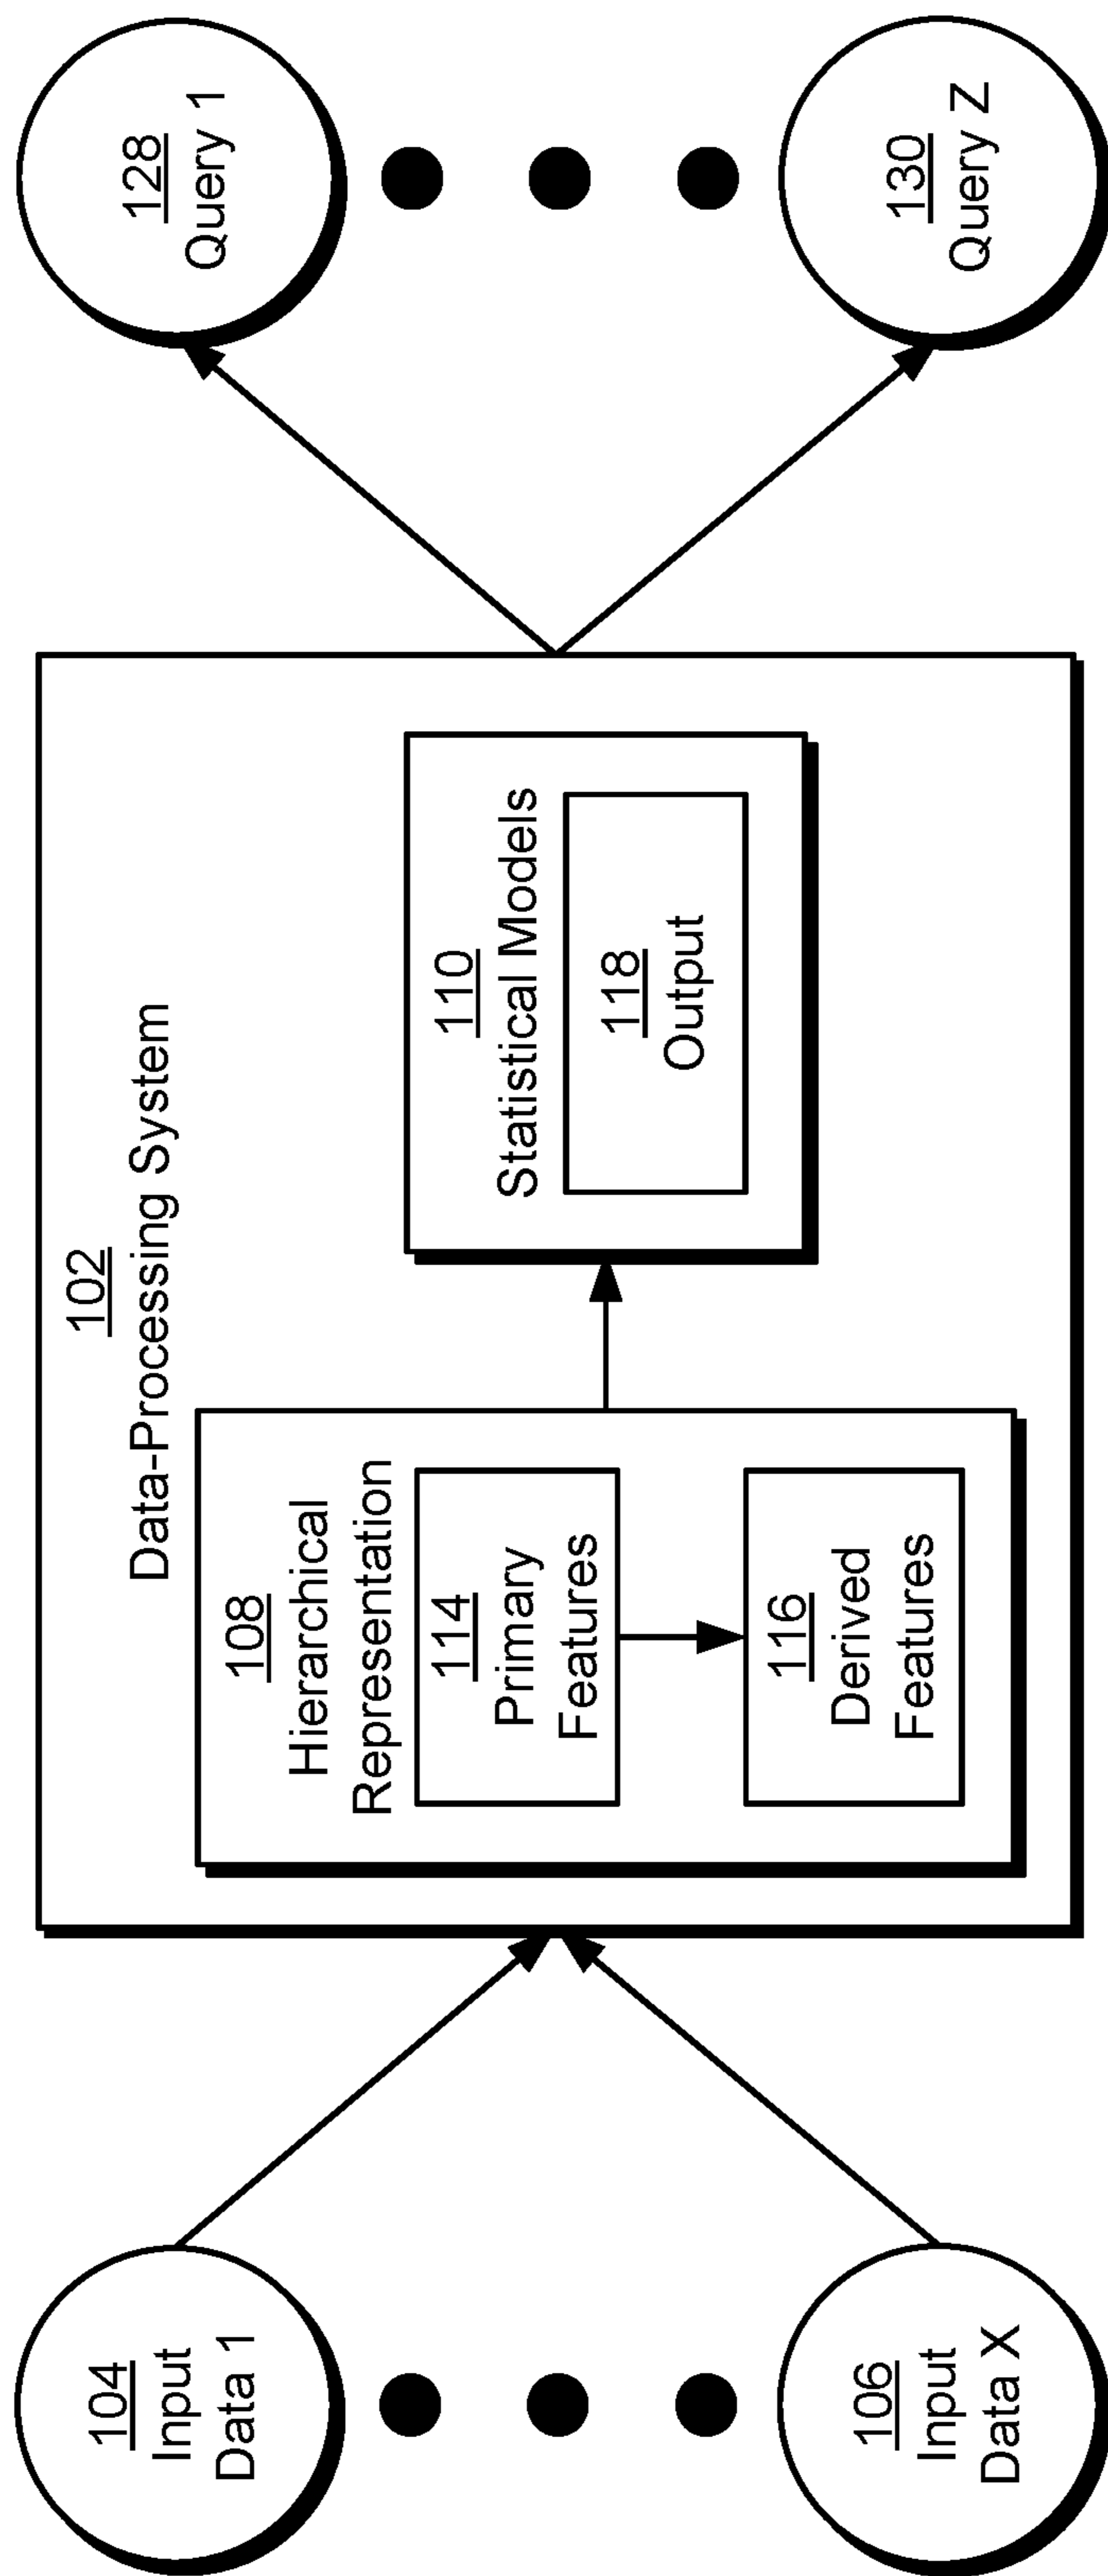 104
Input
Data 1
106
Input
Data X
102
Data-Processing System
108
Hierarchical
Representation
114
Primary
Features
116
Derived
Features
110
Statistical Models
118
Output
128
Query 1
130
Query Z